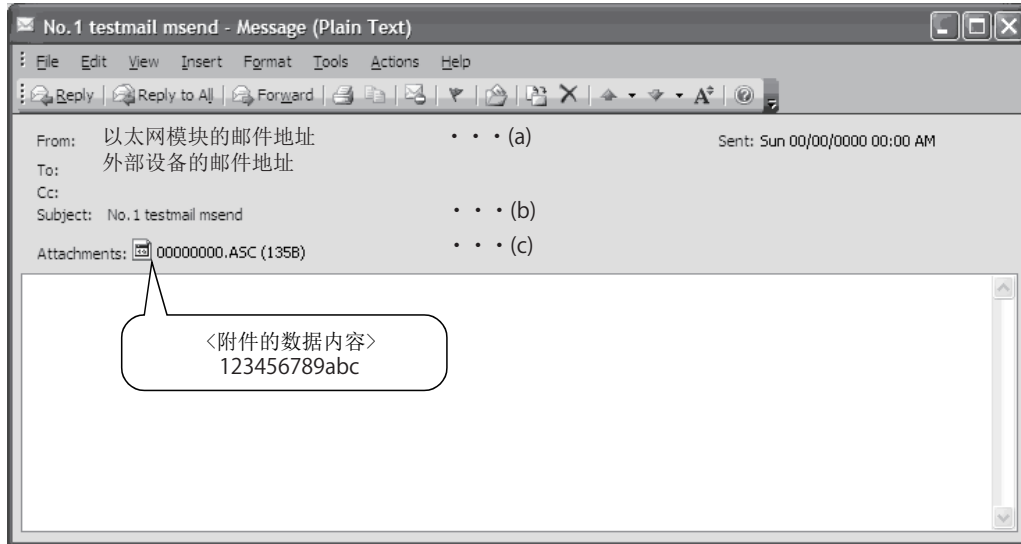 No.1 testmail msend - Message (Plain Text)
File Edit View Insert Format Tools Actions Help
Reply Reply to All Forward
From: 以太网模块的邮件地址 ・・・(a) Sent: Sun 00/00/0000 00:00 AM
To: 外部设备的邮件地址
Cc:
Subject: No.1 testmail msend ・・・(b)
Attachments: 00000000.ASC (135B) ・・・(c)
<附件的数据内容>
123456789abc